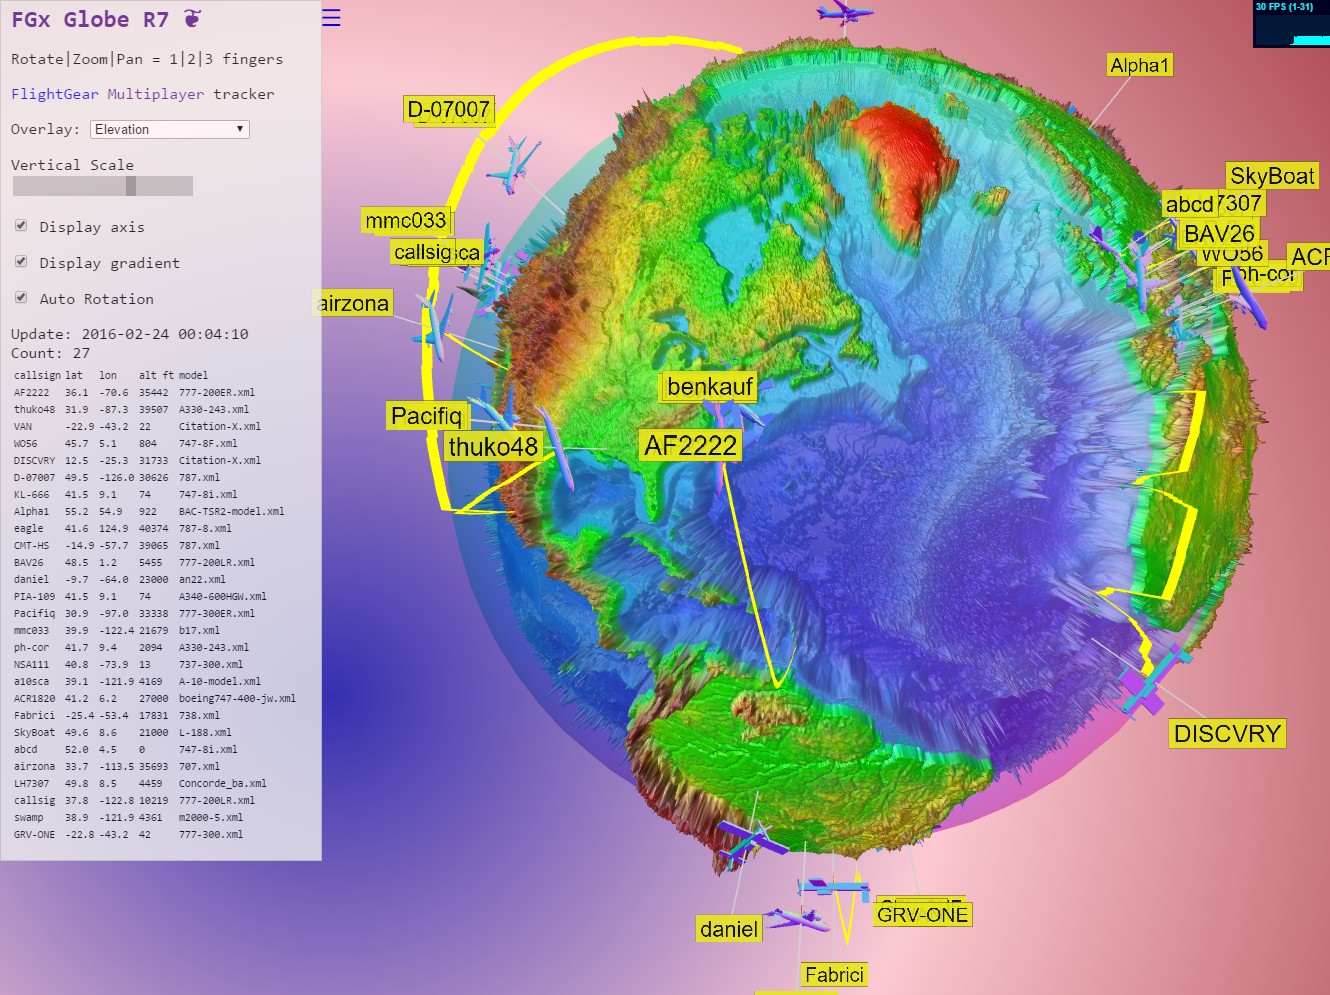 FGx Globe R7 ❦
☰
Rotate|Zoom|Pan = 1|2|3 fingers
FlightGear Multiplayer tracker
Overlay: Elevation
Vertical Scale
Display axis
Display gradient
Auto Rotation
Update: 2016-02-24 00:04:10
Count: 27
callsign lat lon alt ft model
AF2222 36.1 -70.6 35442 777-200ER.xml
thuko48 31.9 -87.3 39507 A330-243.xml
VAN -22.9 -43.2 22 Citation-X.xml
WO56 45.7 5.1 804 747-8F.xml
DISCVRY 12.5 -25.3 31733 Citation-X.xml
D-07007 49.5 -126.0 30626 787.xml
KL-666 41.5 9.1 74 747-8i.xml
Alpha1 55.2 54.9 922 BAC-TSR2-model.xml
eagle 41.6 124.9 40374 787-8.xml
CMT-HS -14.9 -57.7 39065 787.xml
BAV26 48.5 1.2 5455 777-200LR.xml
daniel -9.7 -64.0 23000 an22.xml
PIA-109 41.5 9.1 74 A340-600HGW.xml
Pacifiq 30.9 -97.0 33338 777-300ER.xml
mmc033 39.9 -122.4 21679 b17.xml
ph-cor 41.7 9.4 2094 A330-243.xml
NSA111 40.8 -73.9 13 737-300.xml
a10sca 39.1 -121.9 4169 A-10-model.xml
ACR1820 41.2 6.2 27000 boeing747-400-jw.xml
Fabrici -25.4 -53.4 17831 738.xml
SkyBoat 49.6 8.6 21000 L-188.xml
abcd 52.0 4.5 0 747-8i.xml
airzona 33.7 -113.5 35693 707.xml
LH7307 49.8 8.5 4459 Concorde_ba.xml
callsig 37.8 -122.8 10219 777-200LR.xml
swamp 38.9 -121.9 4361 m2000-5.xml
GRV-ONE -22.8 -43.2 42 777-300.xml
30 FPS (1-31)
Alpha1
D-07007
SkyBoat
abcd 7307
mmc033
BAV26
callsig ca
WO56 ACR
ph-cor
airzona
benkauf
Pacifiq
thuko48
AF2222
DISCVRY
GRV-ONE
daniel
Fabrici